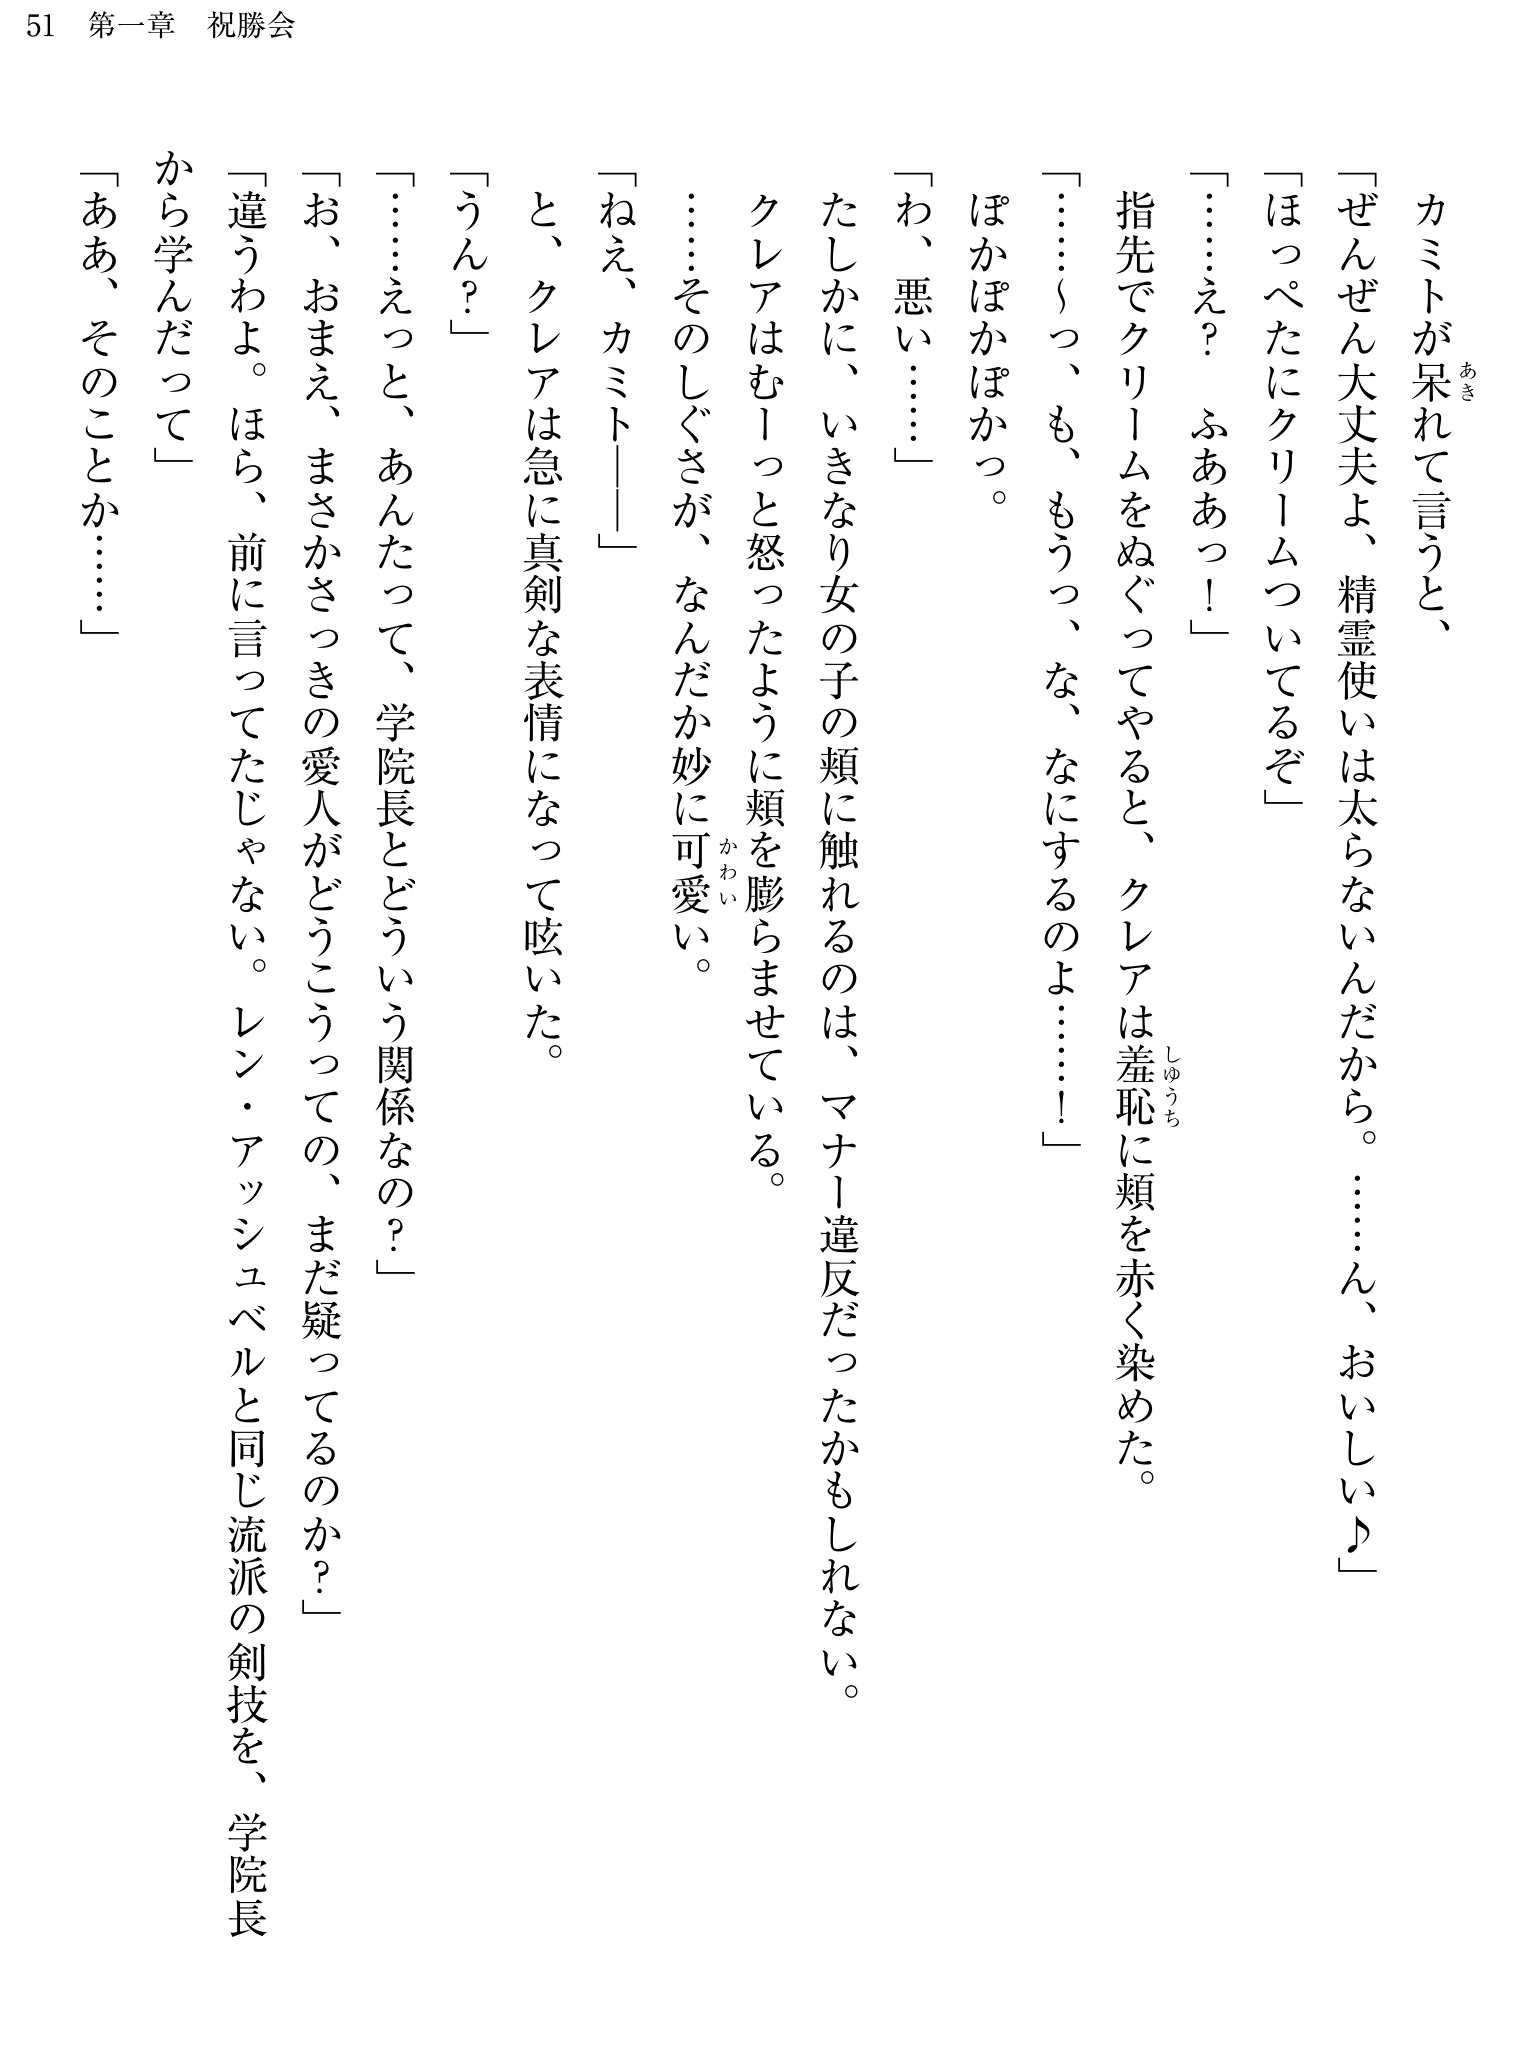 51　第一章　祝勝会
　カミトが呆れて言うと、
「ぜんぜん大丈夫よ、精霊使いは太らないんだから。……ん、おいしい♪」
「ほっぺたにクリームついてるぞ」
「……え？　ふああっ！」
　指先でクリームをぬぐってやると、クレアは羞恥に頬を赤く染めた。
「……～っ、も、もうっ、な、なにするのよ……！」
　ぽかぽかぽかっ。
「わ、悪い……」
　たしかに、いきなり女の子の頬に触れるのは、マナー違反だったかもしれない。
　クレアはむーっと怒ったように頬を膨らませている。
　……そのしぐさが、なんだか妙に可愛い。
「ねえ、カミト――」
　と、クレアは急に真剣な表情になって呟いた。
「うん？」
「……えっと、あんたって、学院長とどういう関係なの？」
「お、おまえ、まさかさっきの愛人がどうこうっての、まだ疑ってるのか？」
「違うわよ。ほら、前に言ってたじゃない。レン・アッシュベルと同じ流派の剣技を、学院長
から学んだって」
「ああ、そのことか……」
あき
しゅうち
かわい